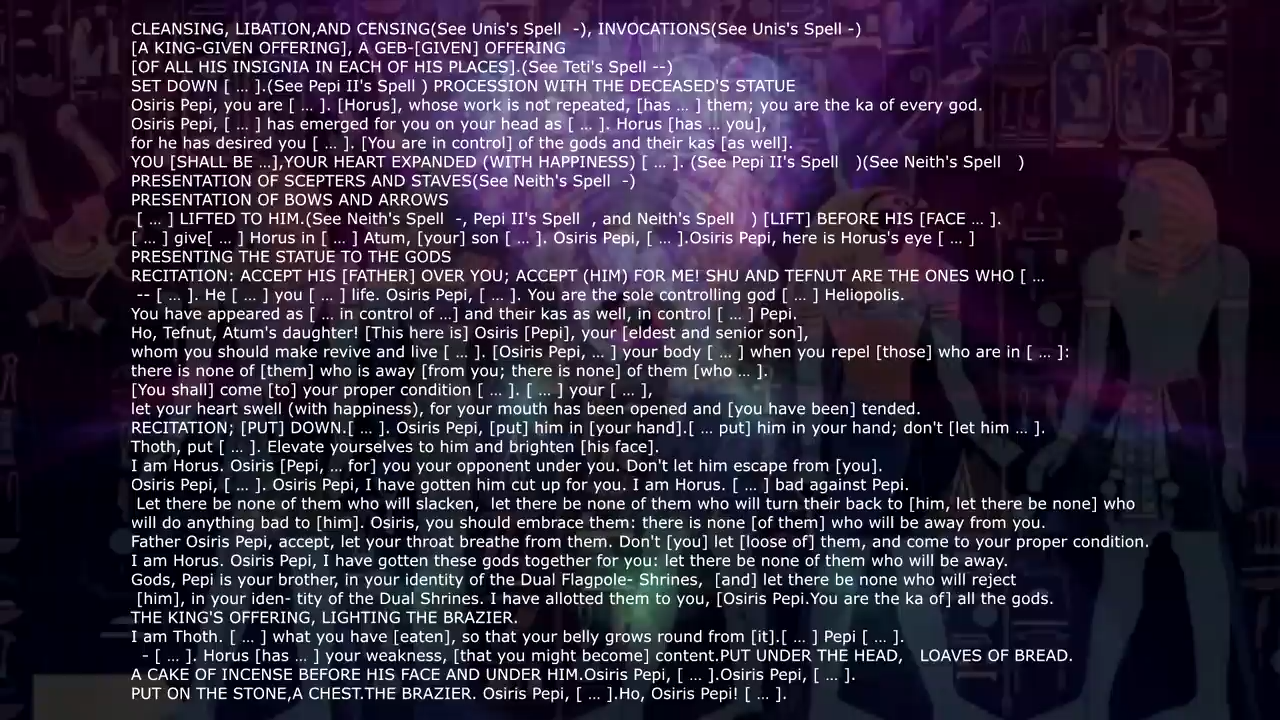 CLEANSING, LIBATION,AND CENSING(See Unis's Spell  -), INVOCATIONS(See Unis's Spell -)
[A KING-GIVEN OFFERING], A GEB-[GIVEN] OFFERING
[OF ALL HIS INSIGNIA IN EACH OF HIS PLACES].(See Teti's Spell --)
SET DOWN [ … ].(See Pepi II's Spell ) PROCESSION WITH THE DECEASED'S STATUE
Osiris Pepi, you are [ … ]. [Horus], whose work is not repeated, [has … ] them; you are the ka of every god.
Osiris Pepi, [ … ] has emerged for you on your head as [ … ]. Horus [has … you],
for he has desired you [ … ]. [You are in control] of the gods and their kas [as well].
YOU [SHALL BE …],YOUR HEART EXPANDED (WITH HAPPINESS) [ … ]. (See Pepi II's Spell   )(See Neith's Spell   )
PRESENTATION OF SCEPTERS AND STAVES(See Neith's Spell  -)
PRESENTATION OF BOWS AND ARROWS
[ … ] LIFTED TO HIM.(See Neith's Spell  -, Pepi II's Spell  , and Neith's Spell   ) [LIFT] BEFORE HIS [FACE … ].
[ … ] give[ … ] Horus in [ … ] Atum, [your] son [ … ]. Osiris Pepi, [ … ].Osiris Pepi, here is Horus's eye [ … ]
PRESENTING THE STATUE TO THE GODS
RECITATION: ACCEPT HIS [FATHER] OVER YOU; ACCEPT (HIM) FOR ME! SHU AND TEFNUT ARE THE ONES WHO [ …
-- [ … ]. He [ … ] you [ … ] life. Osiris Pepi, [ … ]. You are the sole controlling god [ … ] Heliopolis.
You have appeared as [ … in control of …] and their kas as well, in control [ … ] Pepi.
Ho, Tefnut, Atum's daughter! [This here is] Osiris [Pepi], your [eldest and senior son],
whom you should make revive and live [ … ]. [Osiris Pepi, … ] your body [ … ] when you repel [those] who are in [ … ]:
there is none of [them] who is away [from you; there is none] of them [who … ].
[You shall] come [to] your proper condition [ … ]. [ … ] your [ … ],
let your heart swell (with happiness), for your mouth has been opened and [you have been] tended.
RECITATION; [PUT] DOWN.[ … ]. Osiris Pepi, [put] him in [your hand].[ … put] him in your hand; don't [let him … ].
Thoth, put [ … ]. Elevate yourselves to him and brighten [his face].
I am Horus. Osiris [Pepi, … for] you your opponent under you. Don't let him escape from [you].
Osiris Pepi, [ … ]. Osiris Pepi, I have gotten him cut up for you. I am Horus. [ … ] bad against Pepi.
Let there be none of them who will slacken,  let there be none of them who will turn their back to [him, let there be none] who
will do anything bad to [him]. Osiris, you should embrace them: there is none [of them] who will be away from you.
Father Osiris Pepi, accept, let your throat breathe from them. Don't [you] let [loose of] them, and come to your proper condition.
I am Horus. Osiris Pepi, I have gotten these gods together for you: let there be none of them who will be away.
Gods, Pepi is your brother, in your identity of the Dual Flagpole- Shrines,  [and] let there be none who will reject
[him], in your iden- tity of the Dual Shrines. I have allotted them to you, [Osiris Pepi.You are the ka of] all the gods.
THE KING'S OFFERING, LIGHTING THE BRAZIER.
I am Thoth. [ … ] what you have [eaten], so that your belly grows round from [it].[ … ] Pepi [ … ].
- [ … ]. Horus [has … ] your weakness, [that you might become] content.PUT UNDER THE HEAD,   LOAVES OF BREAD.
A CAKE OF INCENSE BEFORE HIS FACE AND UNDER HIM.Osiris Pepi, [ … ].Osiris Pepi, [ … ].
PUT ON THE STONE,A CHEST.THE BRAZIER. Osiris Pepi, [ … ].Ho, Osiris Pepi! [ … ].